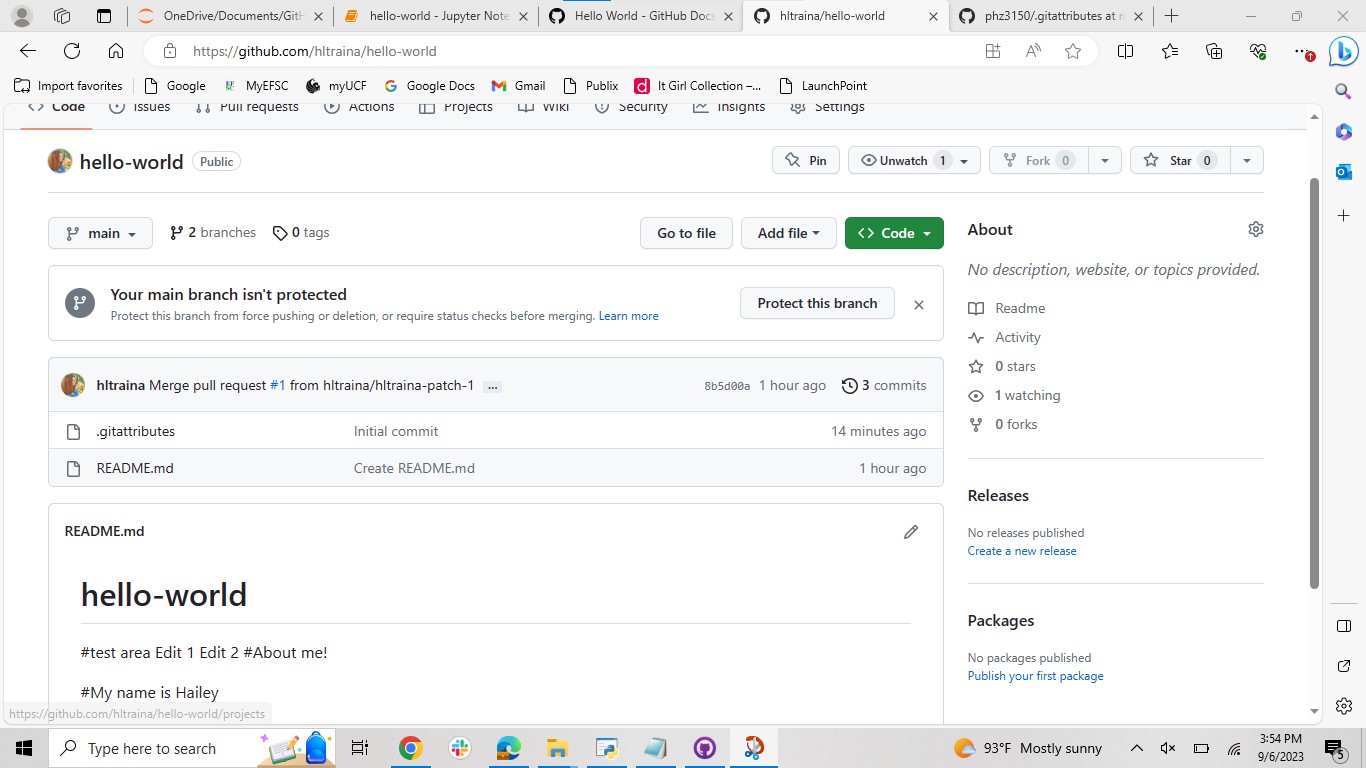 OneDrive/Documents/GitH
hello-world - Jupyter Note
Hello World - GitHub Docs
hltraina/hello-world
phz3150/.gitattributes at m
https://github.com/hltraina/hello-world
Import favorites
Google
MyEFSC
myUCF
Google Docs
Gmail
Publix
It Girl Collection –...
LaunchPoint
Code
Issues
Pull requests
Actions
Projects
Wiki
Security
Insights
Settings
hello-world
Public
Pin
Unwatch 1
Fork 0
Star 0
main
2 branches
0 tags
Go to file
Add file
Code
About
No description, website, or topics provided.
Your main branch isn't protected
Protect this branch from force pushing or deletion, or require status checks before merging. Learn more
Protect this branch
Readme
Activity
0 stars
1 watching
0 forks
hltraina Merge pull request #1 from hltraina/hltraina-patch-1 ...
8b5d00a 1 hour ago
3 commits
.gitattributes
Initial commit
14 minutes ago
README.md
Create README.md
1 hour ago
Releases
No releases published
Create a new release
README.md
hello-world
#test area Edit 1 Edit 2 #About me!
#My name is Hailey
Packages
No packages published
Publish your first package
https://github.com/hltraina/hello-world/projects
Type here to search
93°F Mostly sunny
3:54 PM
9/6/2023
5